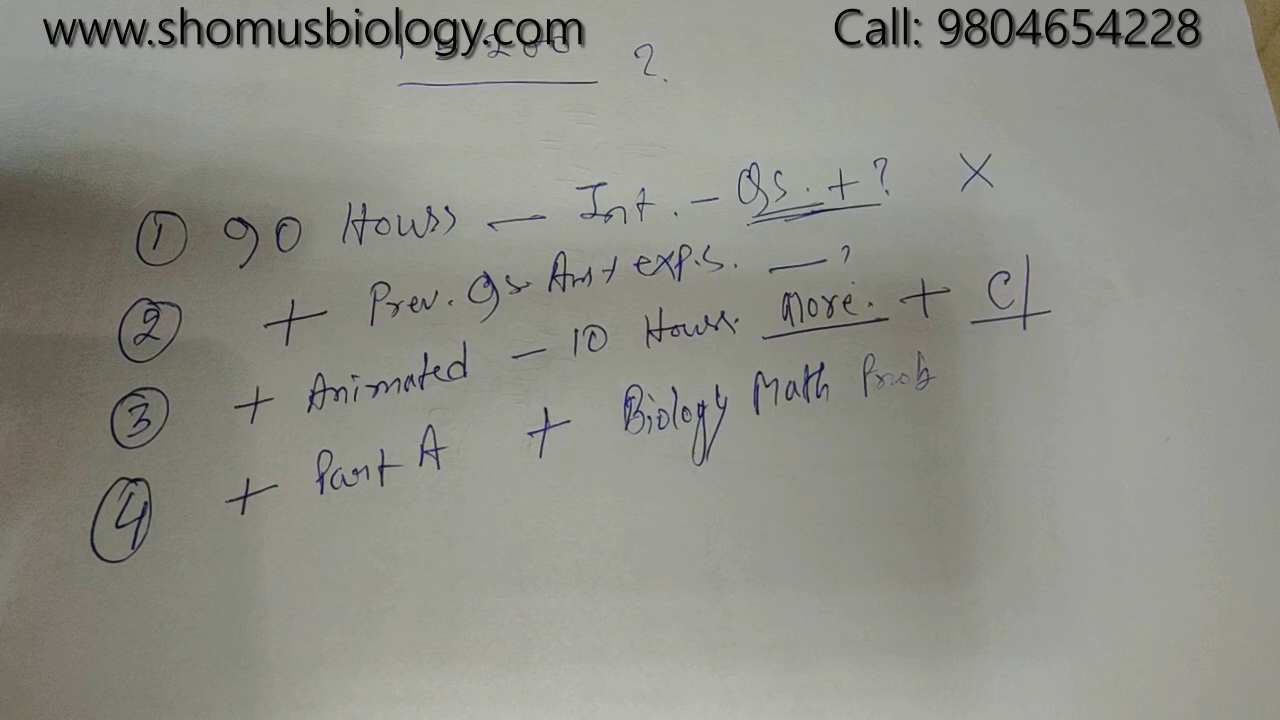 www.shomusbiology.com Call: 9804654228
?
① 90 Hours — Int. - Qs. + ? X
② + Prev. Qs Ans + exp.s. — ?
③ + Animated - 10 Hours. more. + C/
④ + Part A + Biology Math Prob